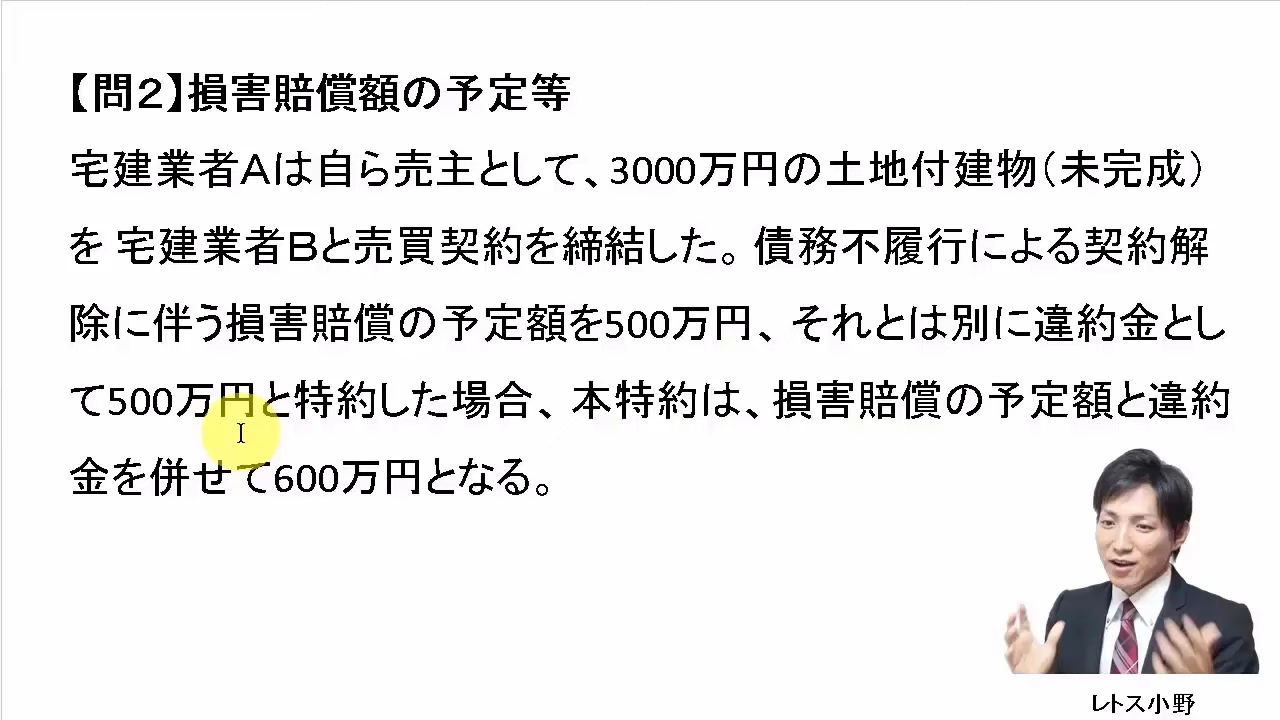 【問２】損害賠償額の予定等
宅建業者Ａは自ら売主として、3000万円の土地付建物（未完成）
を 宅建業者Ｂと売買契約を締結した。債務不履行による契約解
除に伴う損害賠償の予定額を500万円、それとは別に違約金とし
て500万円と特約した場合、本特約は、損害賠償の予定額と違約
金を併せて600万円となる。
レトス小野